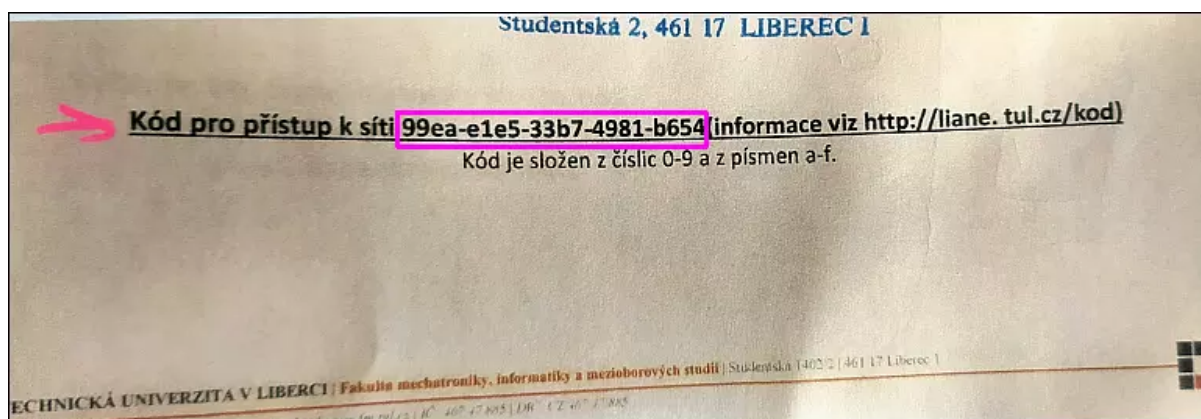 Studentská 2, 461 17 LIBEREC 1
Kód pro přístup k síti 99ea-e1e5-33b7-4981-b654 (informace viz http://liane. tul.cz/kod)
Kód je složen z číslic 0-9 a z písmen a-f.
ECHNICKÁ UNIVERZITA V LIBERCI | Fakulta mechatroniky, informatiky a mezioborových studií | Studentská 1402/2 | 461 17 Liberec 1